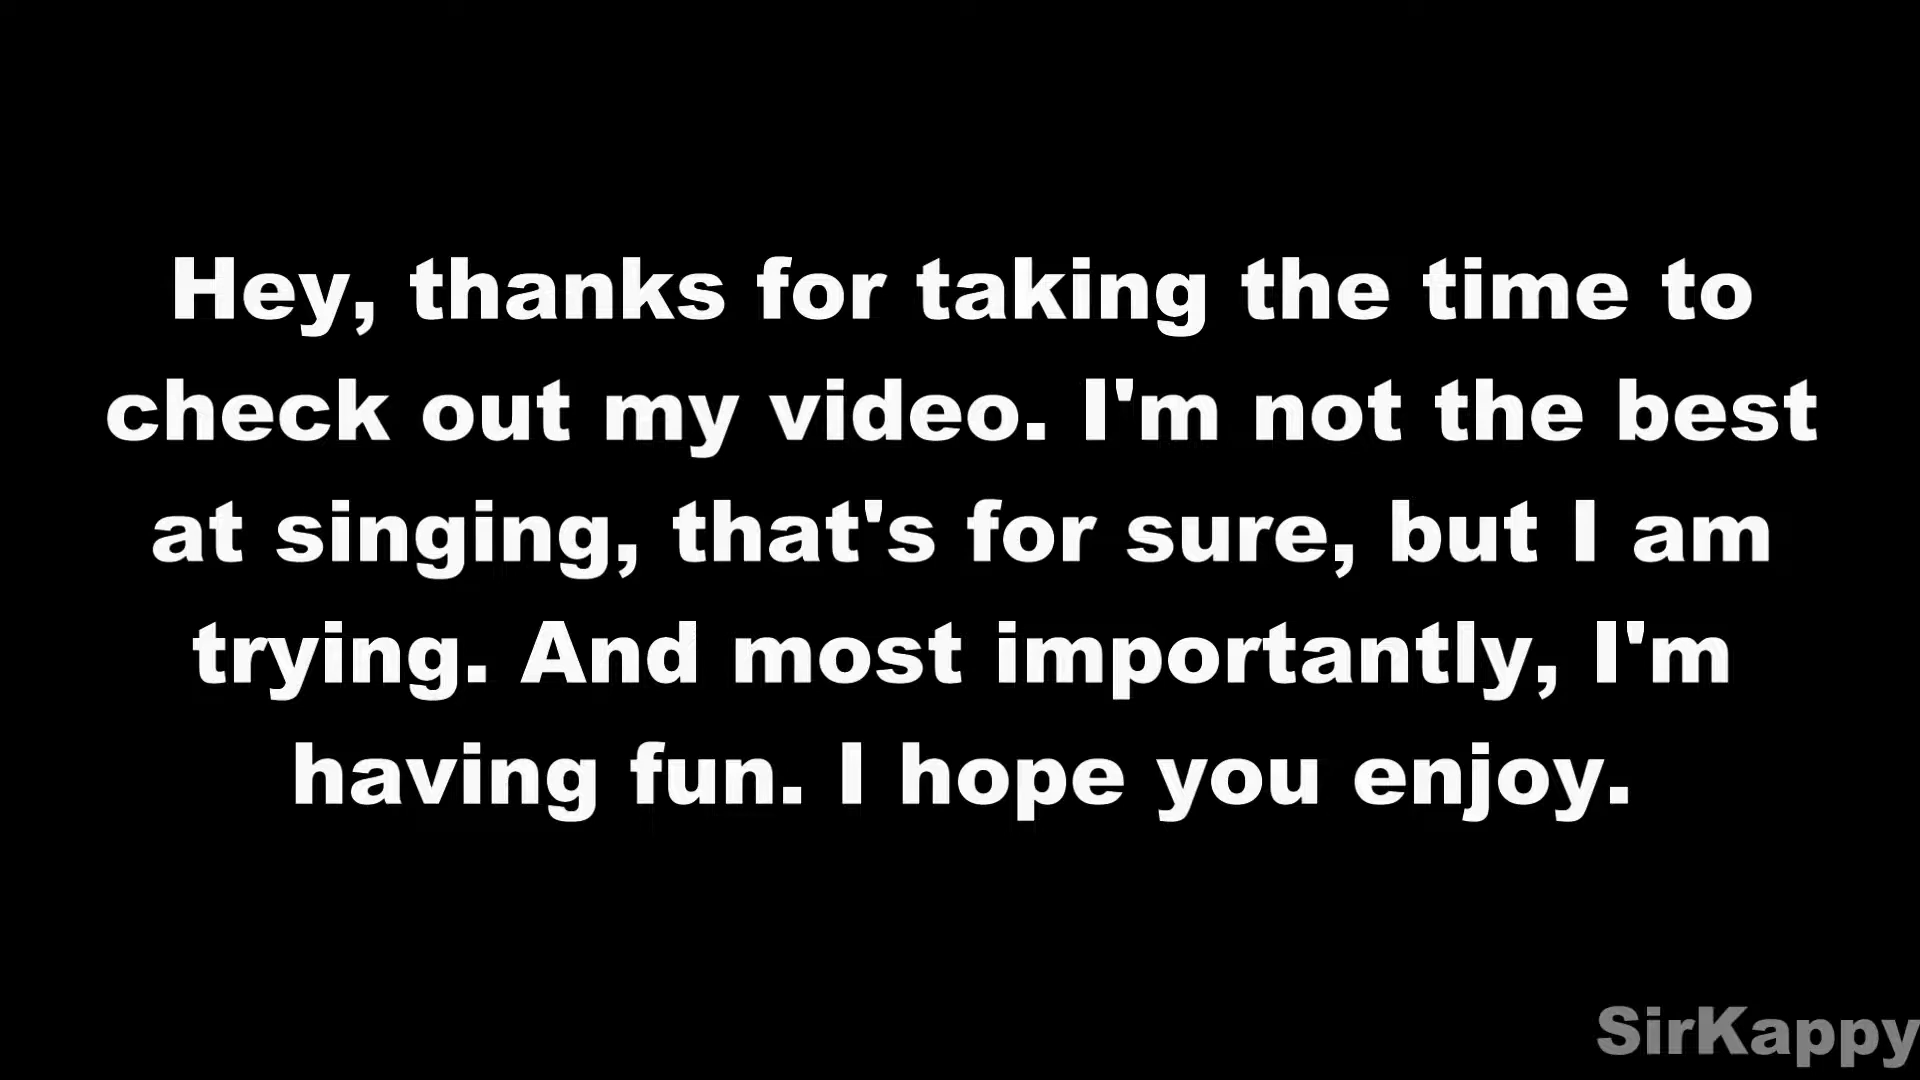 Hey, thanks for taking the time to
check out my video. I'm not the best
at singing, that's for sure, but I am
trying. And most importantly, I'm
having fun. I hope you enjoy.
SirKappy